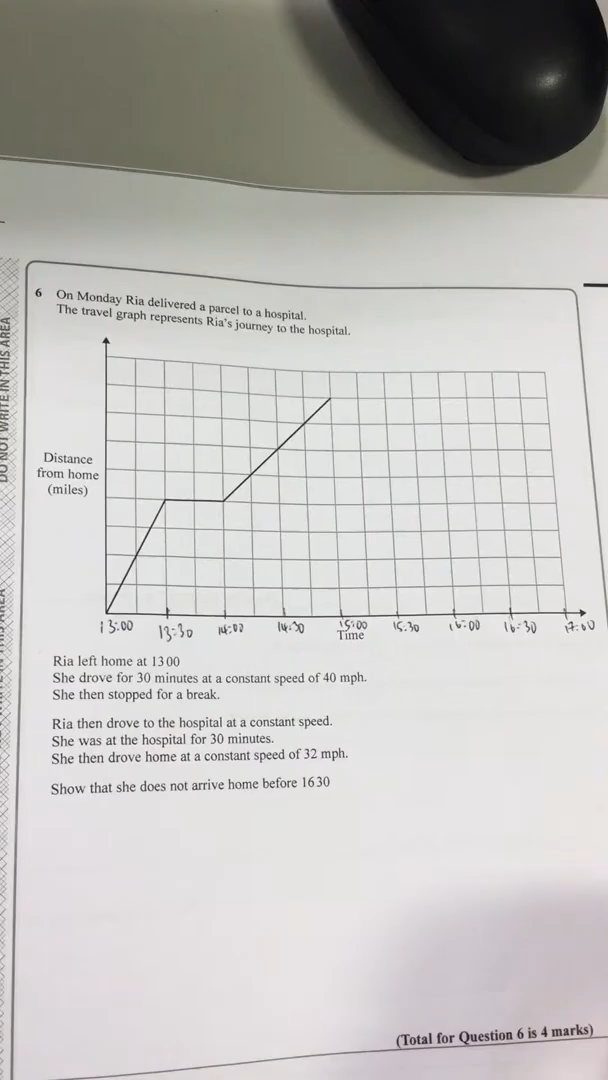 DO NOT WRITE IN THIS AREA
6 On Monday Ria delivered a parcel to a hospital.
The travel graph represents Ria's journey to the hospital.
Distance
from home
(miles)
13:00 13:30 14:00 14:30 15:00 15:30 16:00 16:30 17:00
Time
Ria left home at 13 00
She drove for 30 minutes at a constant speed of 40 mph.
She then stopped for a break.
Ria then drove to the hospital at a constant speed.
She was at the hospital for 30 minutes.
She then drove home at a constant speed of 32 mph.
Show that she does not arrive home before 16 30
(Total for Question 6 is 4 marks)